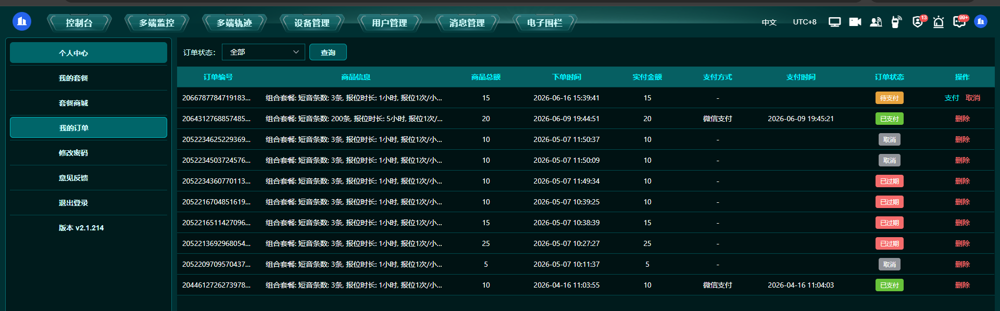 控制台 多端监控 多端轨迹 设备管理 用户管理 消息管理 电子围栏 中文 UTC+8 13 99+
个人中心
我的套餐
套餐商城
我的订单
修改密码
意见反馈
退出登录
版本 v2.1.214
订单状态: 全部 查询
订单编号 商品信息 商品总额 下单时间 实付金额 支付方式 支付时间 订单状态 操作
2066787784719183... 组合套餐: 短音条数: 3条, 报位时长: 1小时, 报位1次/小... 15 2026-06-16 15:39:41 15 - 待支付 支付 取消
2064312768857485... 组合套餐: 短音条数: 200条, 报位时长: 5小时, 报位1次/... 20 2026-06-09 19:44:51 20 微信支付 2026-06-09 19:45:21 已支付 删除
2052234625229369... 组合套餐: 短音条数: 3条, 报位时长: 1小时, 报位1次/小... 10 2026-05-07 11:50:37 10 - 取消 删除
2052234503724576... 组合套餐: 短音条数: 3条, 报位时长: 1小时, 报位1次/小... 10 2026-05-07 11:50:09 10 - 取消 删除
2052234360770113... 组合套餐: 短音条数: 3条, 报位时长: 1小时, 报位1次/小... 10 2026-05-07 11:49:34 10 - 已过期 删除
2052216704851619... 组合套餐: 短音条数: 3条, 报位时长: 1小时, 报位1次/小... 10 2026-05-07 10:39:25 10 - 已过期 删除
2052216511427096... 组合套餐: 短音条数: 3条, 报位时长: 1小时, 报位1次/小... 15 2026-05-07 10:38:39 15 - 已过期 删除
2052213692968054... 组合套餐: 短音条数: 3条, 报位时长: 1小时, 报位1次/小... 25 2026-05-07 10:27:27 25 - 已过期 删除
2052209709570437... 组合套餐: 短音条数: 3条, 报位时长: 1小时, 报位1次/小... 5 2026-05-07 10:11:37 5 - 取消 删除
2044612726273978... 组合套餐: 短音条数: 3条, 报位时长: 1小时, 报位1次/小... 10 2026-04-16 11:03:55 10 微信支付 2026-04-16 11:04:03 已支付 删除